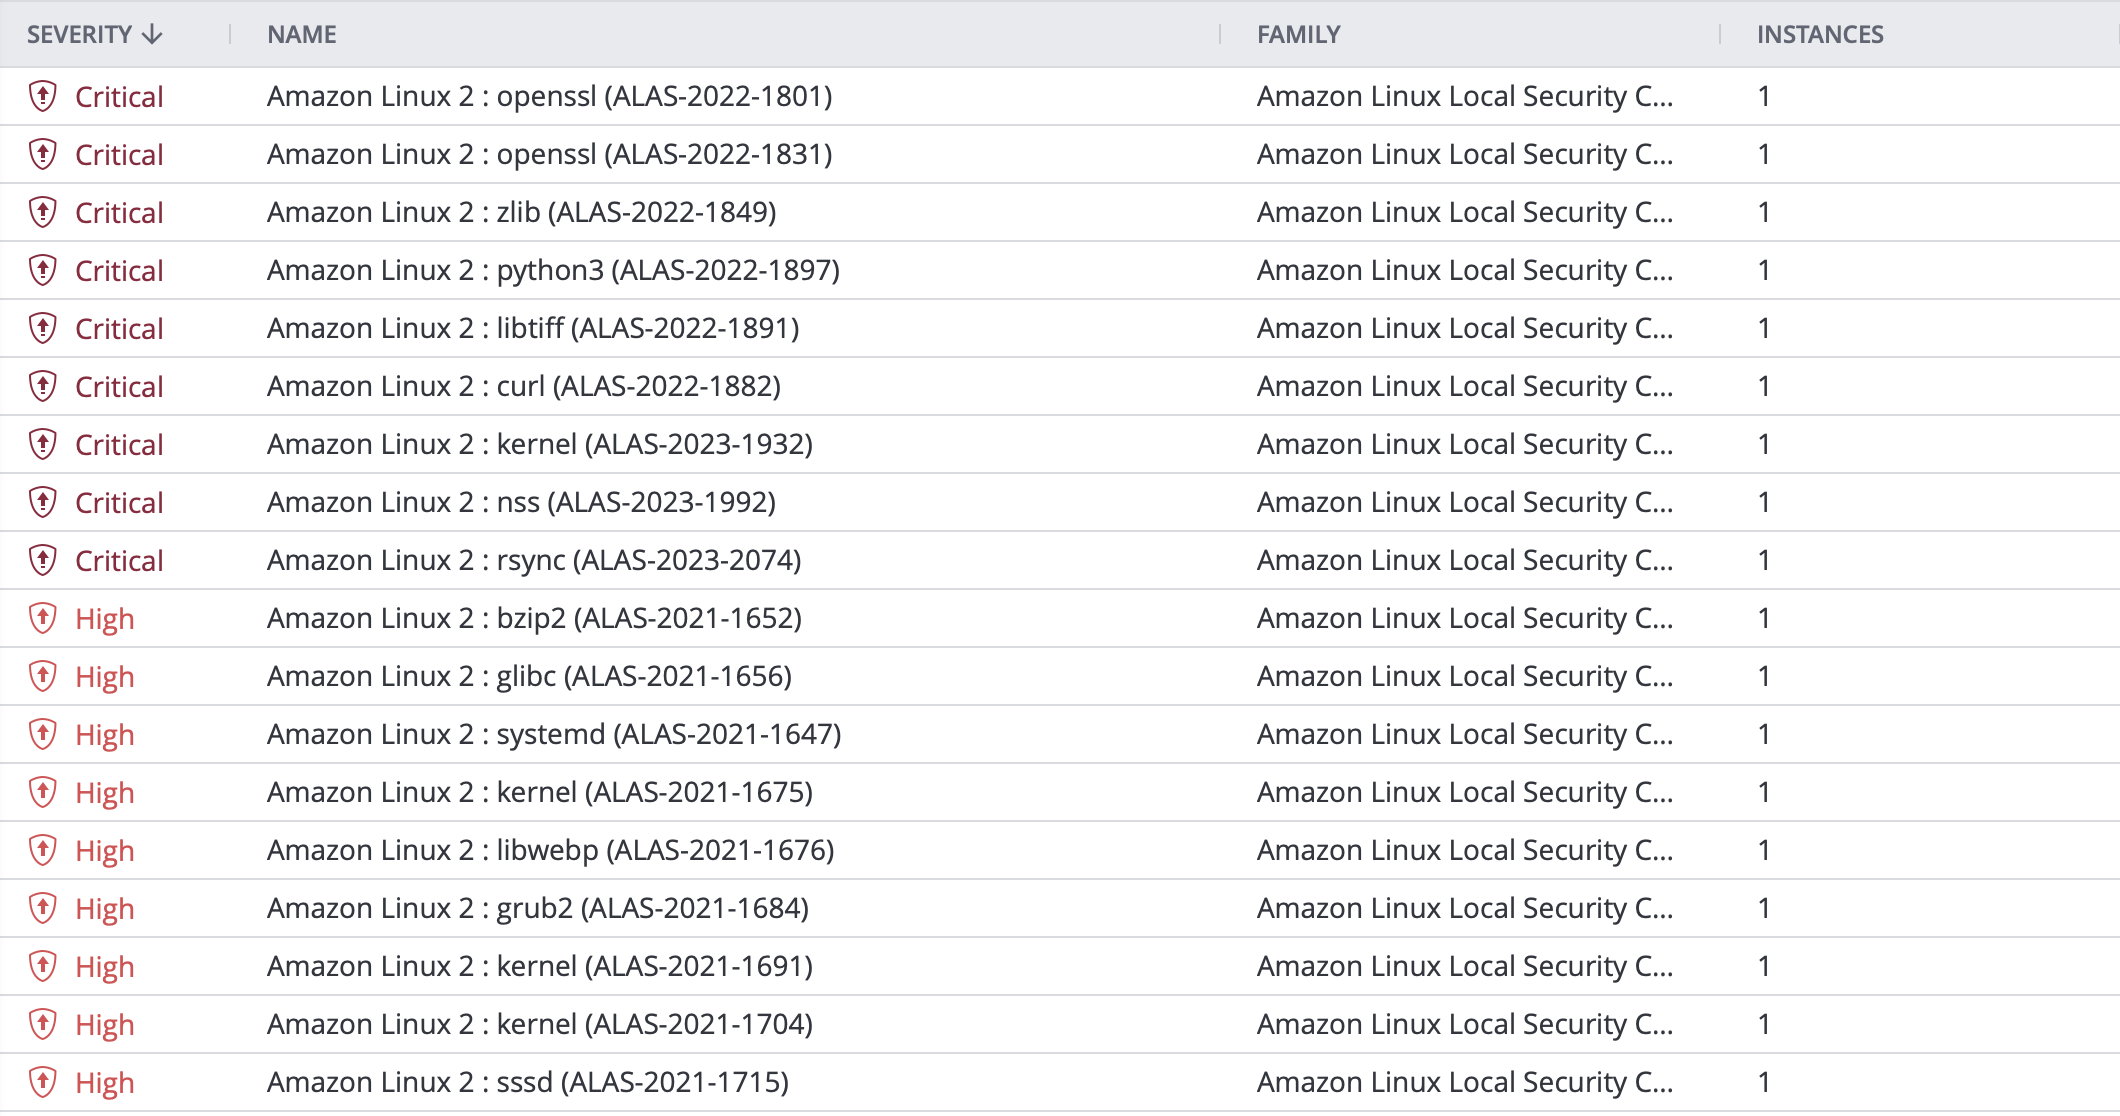 SEVERITY NAME FAMILY INSTANCES
Critical Amazon Linux 2 : openssl (ALAS-2022-1801) Amazon Linux Local Security C... 1
Critical Amazon Linux 2 : openssl (ALAS-2022-1831) Amazon Linux Local Security C... 1
Critical Amazon Linux 2 : zlib (ALAS-2022-1849) Amazon Linux Local Security C... 1
Critical Amazon Linux 2 : python3 (ALAS-2022-1897) Amazon Linux Local Security C... 1
Critical Amazon Linux 2 : libtiff (ALAS-2022-1891) Amazon Linux Local Security C... 1
Critical Amazon Linux 2 : curl (ALAS-2022-1882) Amazon Linux Local Security C... 1
Critical Amazon Linux 2 : kernel (ALAS-2023-1932) Amazon Linux Local Security C... 1
Critical Amazon Linux 2 : nss (ALAS-2023-1992) Amazon Linux Local Security C... 1
Critical Amazon Linux 2 : rsync (ALAS-2023-2074) Amazon Linux Local Security C... 1
High Amazon Linux 2 : bzip2 (ALAS-2021-1652) Amazon Linux Local Security C... 1
High Amazon Linux 2 : glibc (ALAS-2021-1656) Amazon Linux Local Security C... 1
High Amazon Linux 2 : systemd (ALAS-2021-1647) Amazon Linux Local Security C... 1
High Amazon Linux 2 : kernel (ALAS-2021-1675) Amazon Linux Local Security C... 1
High Amazon Linux 2 : libwebp (ALAS-2021-1676) Amazon Linux Local Security C... 1
High Amazon Linux 2 : grub2 (ALAS-2021-1684) Amazon Linux Local Security C... 1
High Amazon Linux 2 : kernel (ALAS-2021-1691) Amazon Linux Local Security C... 1
High Amazon Linux 2 : kernel (ALAS-2021-1704) Amazon Linux Local Security C... 1
High Amazon Linux 2 : sssd (ALAS-2021-1715) Amazon Linux Local Security C... 1